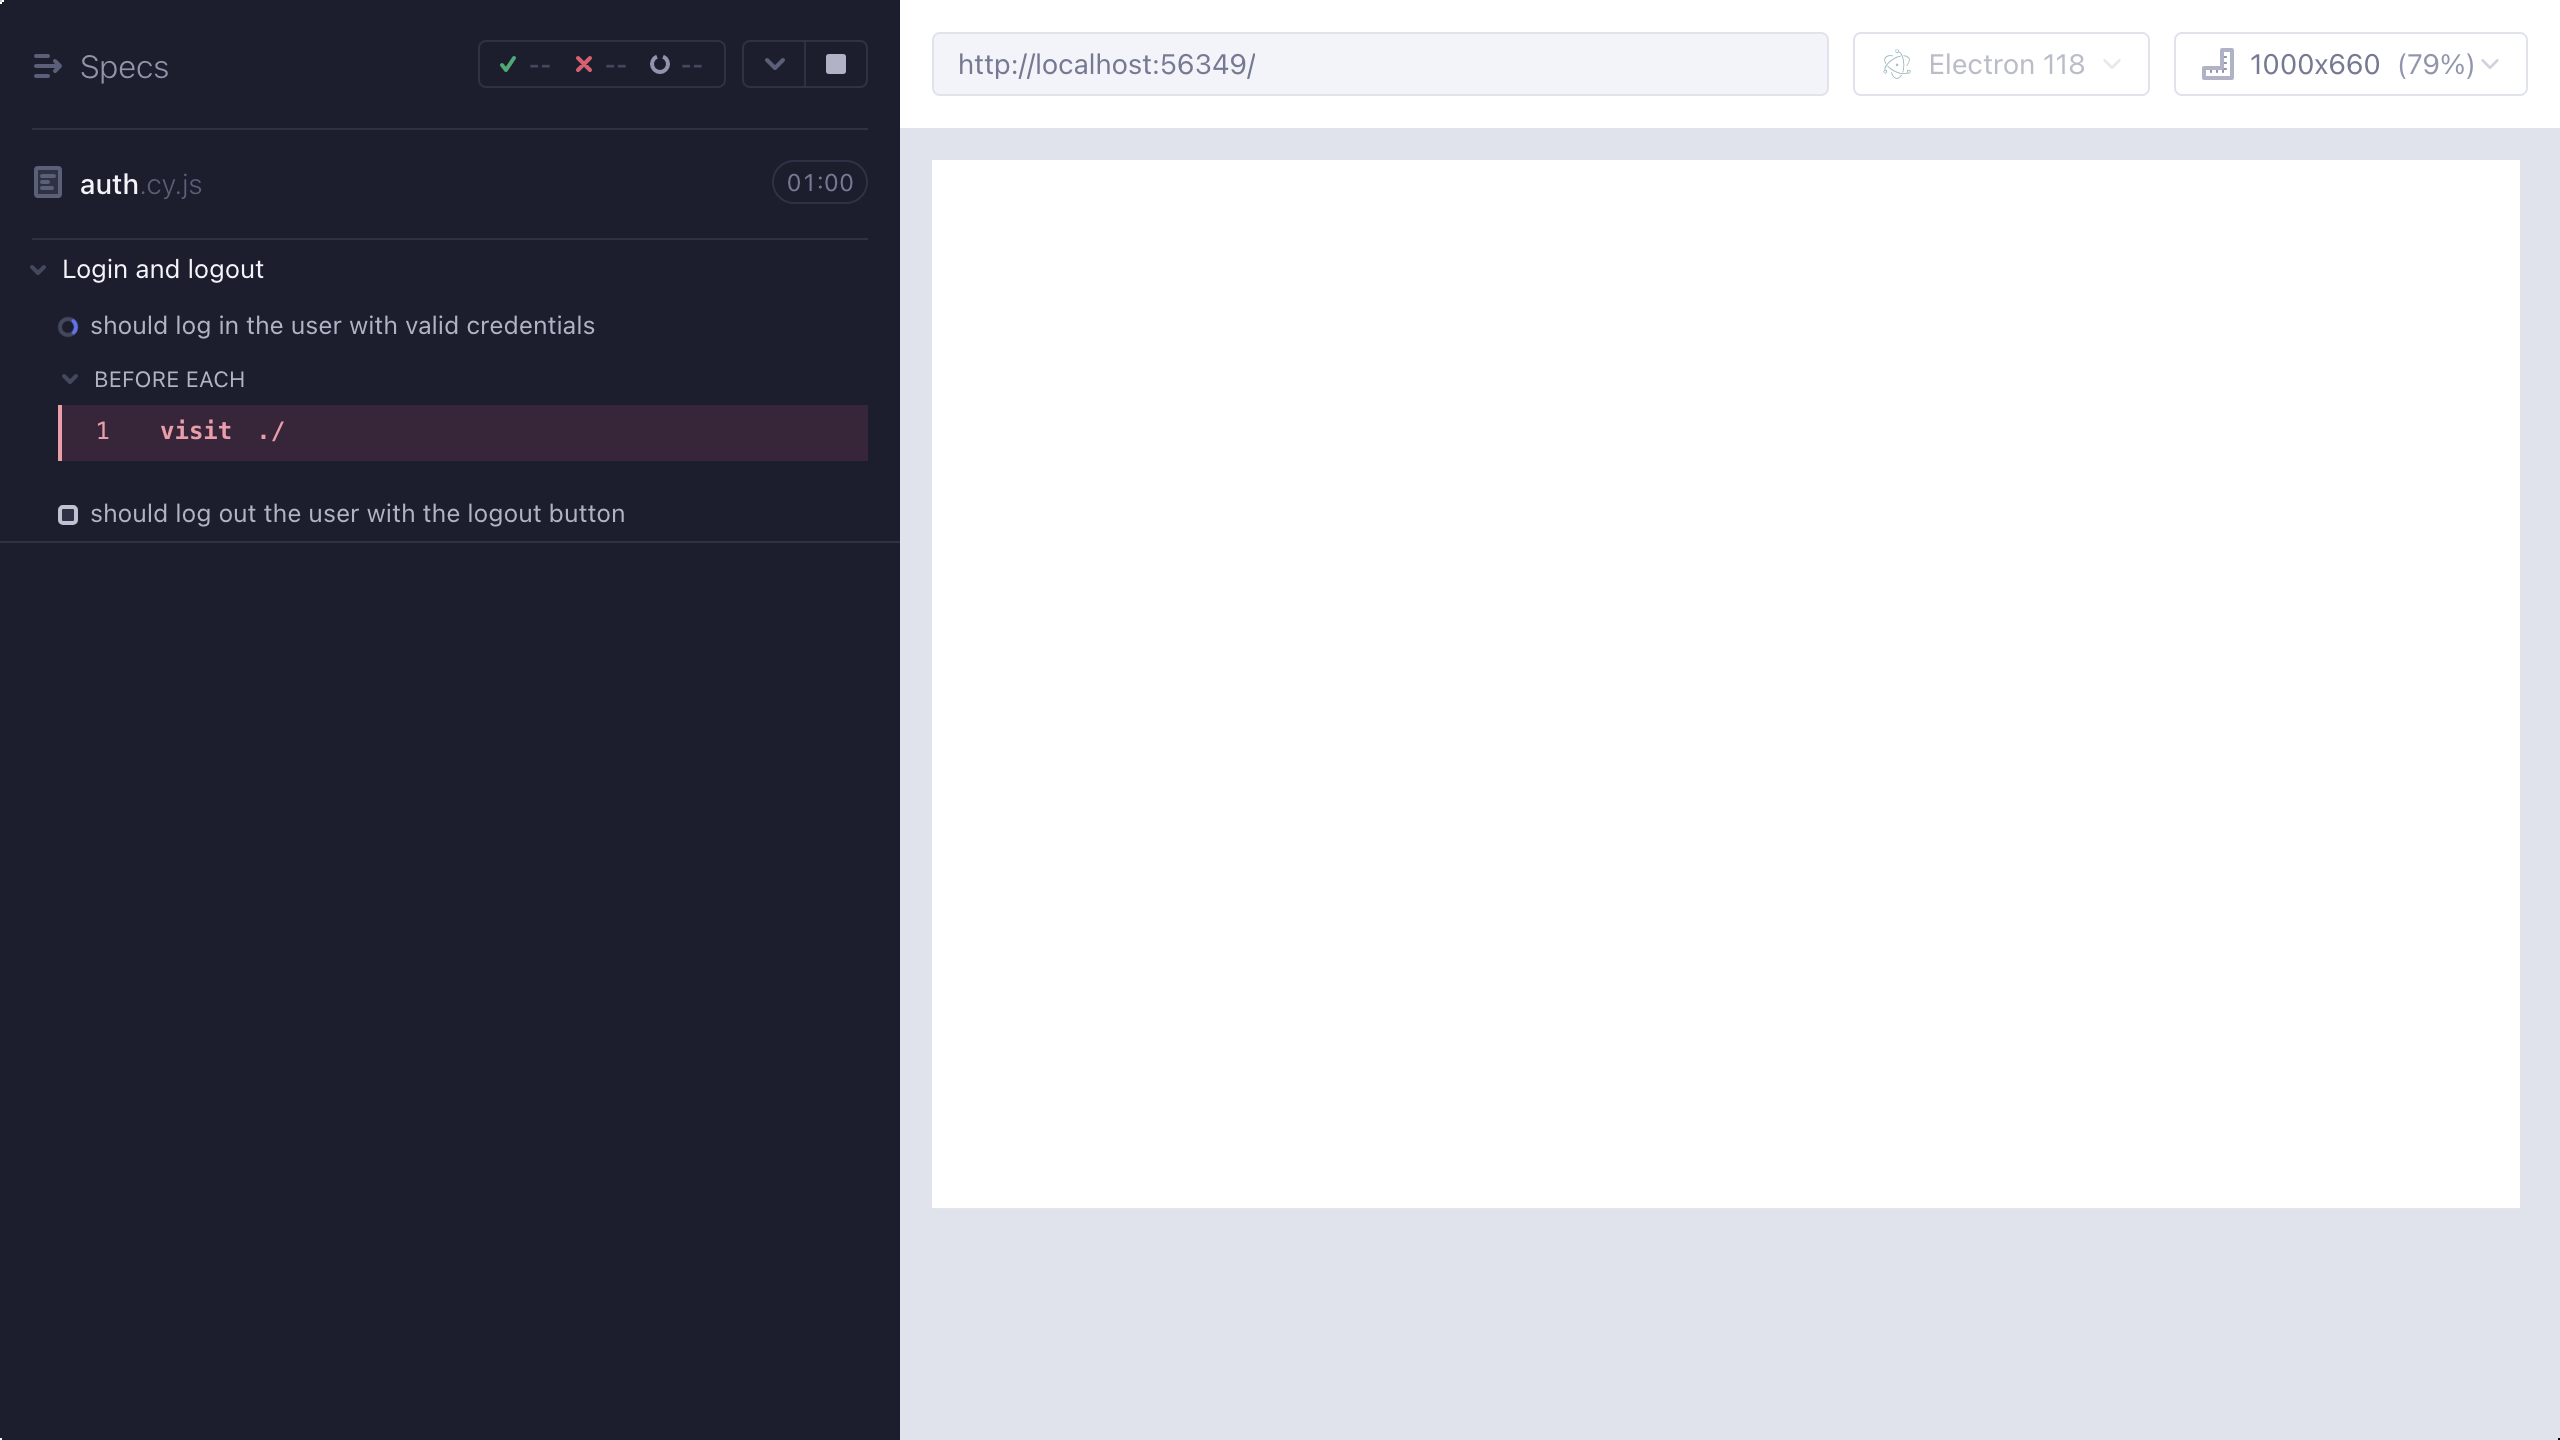 Specs
-- -- --
auth.cy.js
01:00
Login and logout
should log in the user with valid credentials
BEFORE EACH
1 visit ./
should log out the user with the logout button
http://localhost:56349/
Electron 118
1000x660 (79%)